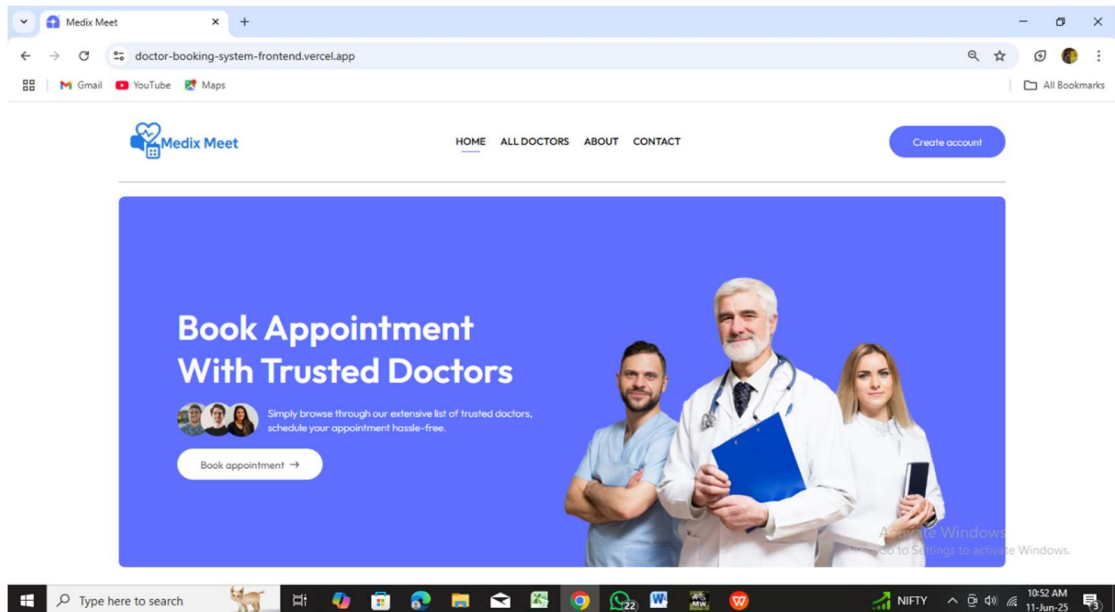 Medix Meet
doctor-booking-system-frontend.vercel.app
Gmail YouTube Maps All Bookmarks
Medix Meet HOME ALL DOCTORS ABOUT CONTACT Create account
Book Appointment
With Trusted Doctors
Simply browse through our extensive list of trusted doctors,
schedule your appointment hassle-free.
Book appointment →
Activate Windows
Go to Settings to activate Windows.
Type here to search 22 W MW W NIFTY 10:52 AM
11-Jun-25